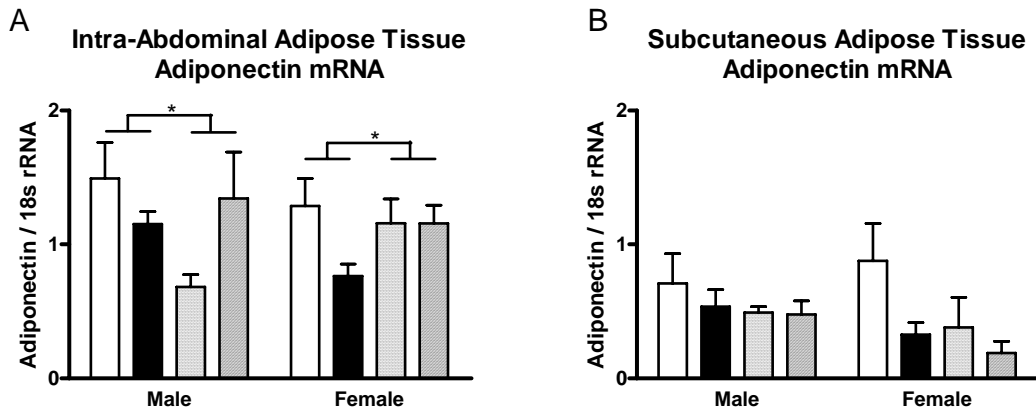 A
Intra-Abdominal Adipose Tissue
Adiponectin mRNA
Adiponectin / 18s rRNA
2
1
0
*
*
Male
Female
B
Subcutaneous Adipose Tissue
Adiponectin mRNA
Adiponectin / 18s rRNA
2
1
0
Male
Female